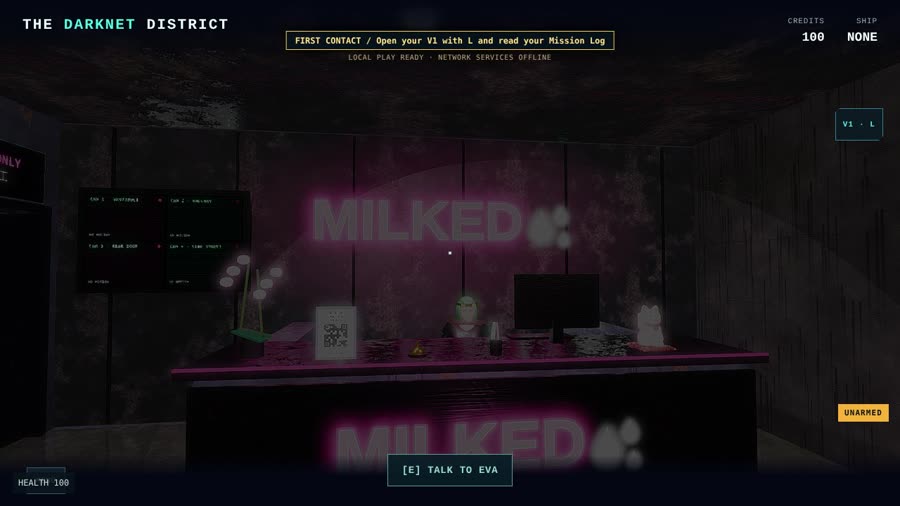 THE DARKNET DISTRICT
FIRST CONTACT / Open your V1 with L and read your Mission Log
LOCAL PLAY READY · NETWORK SERVICES OFFLINE
CREDITS
100
SHIP
NONE
V1 · L
ONLY
MILKED
MILKED
UNARMED
[E] TALK TO EVA
HEALTH 100